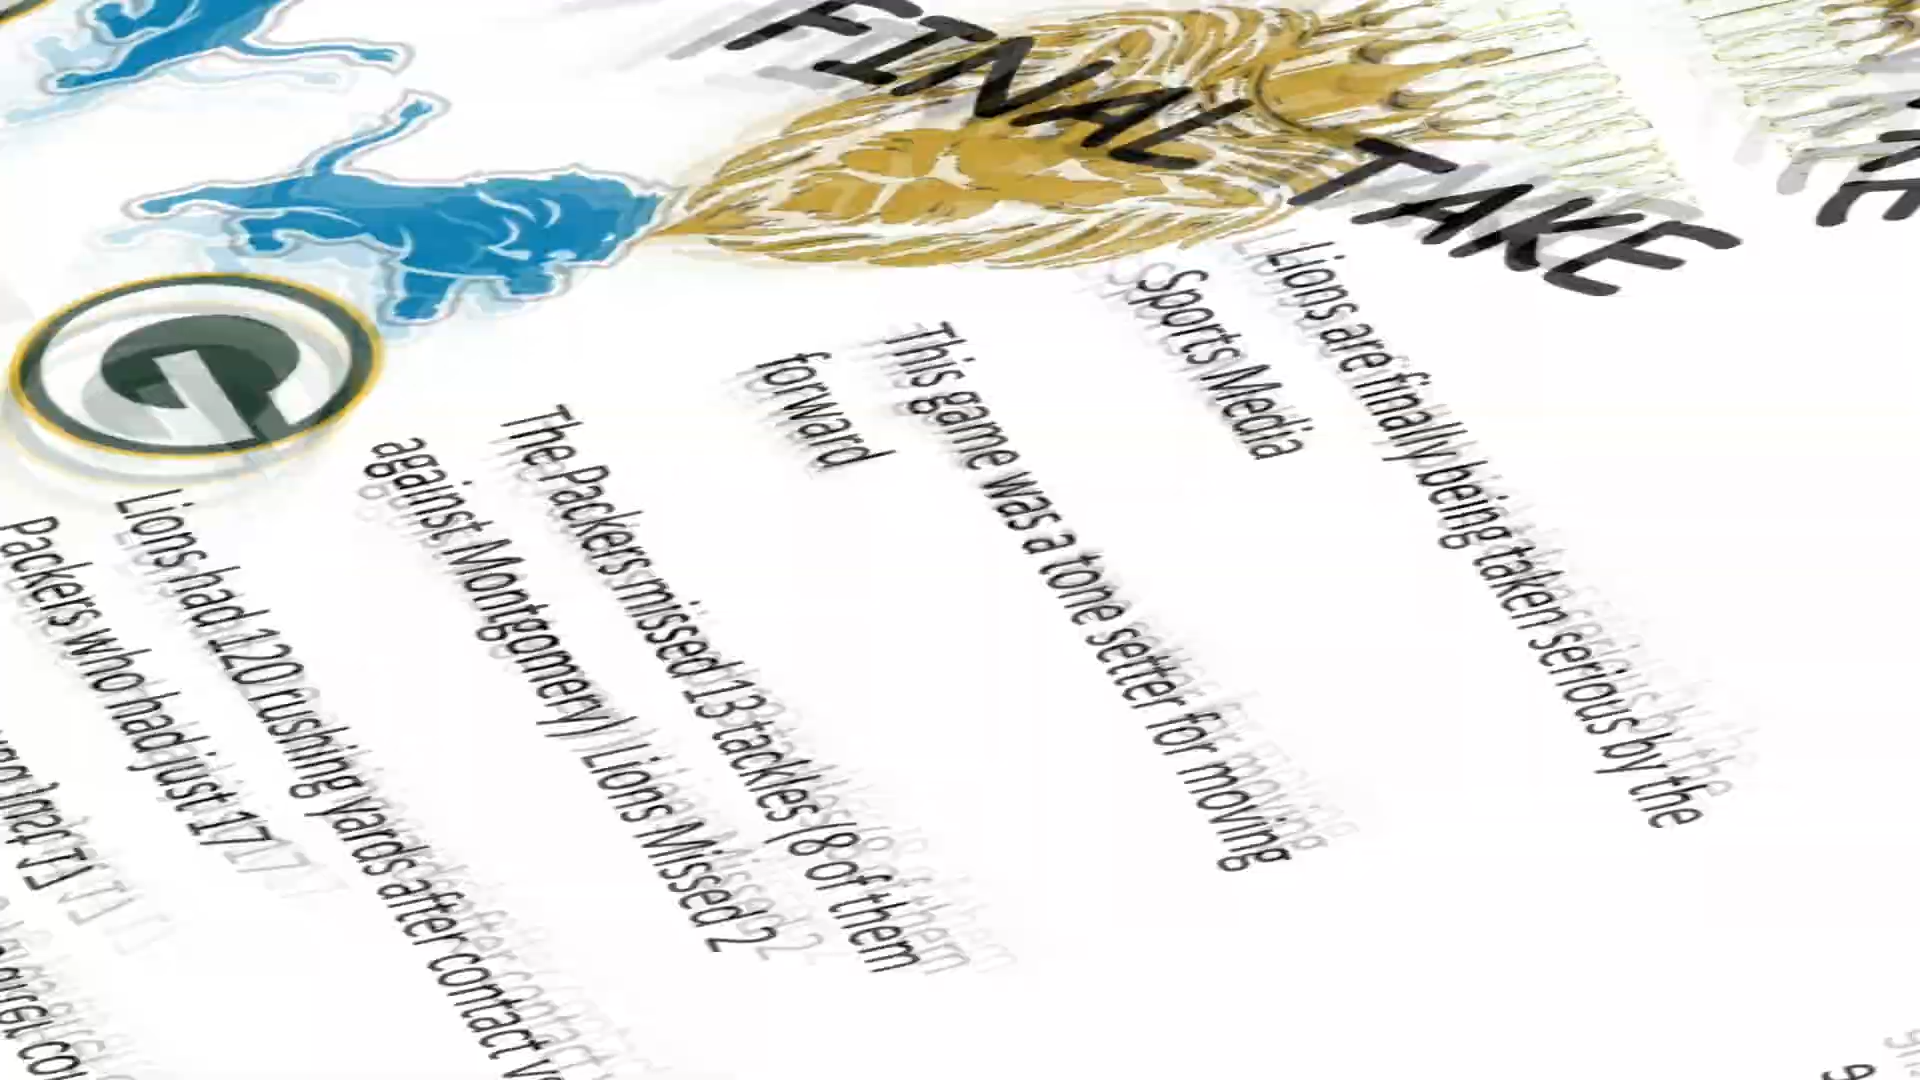 FINAL TAKE
Lions are finally being taken serious by the
Sports Media
This game was a tone setter for moving
forward
The Packers missed 13 tackles (8 of them
against Montgomery) Lions Missed 2
Lions had 120 rushing yards after contact
Packers who had just 17